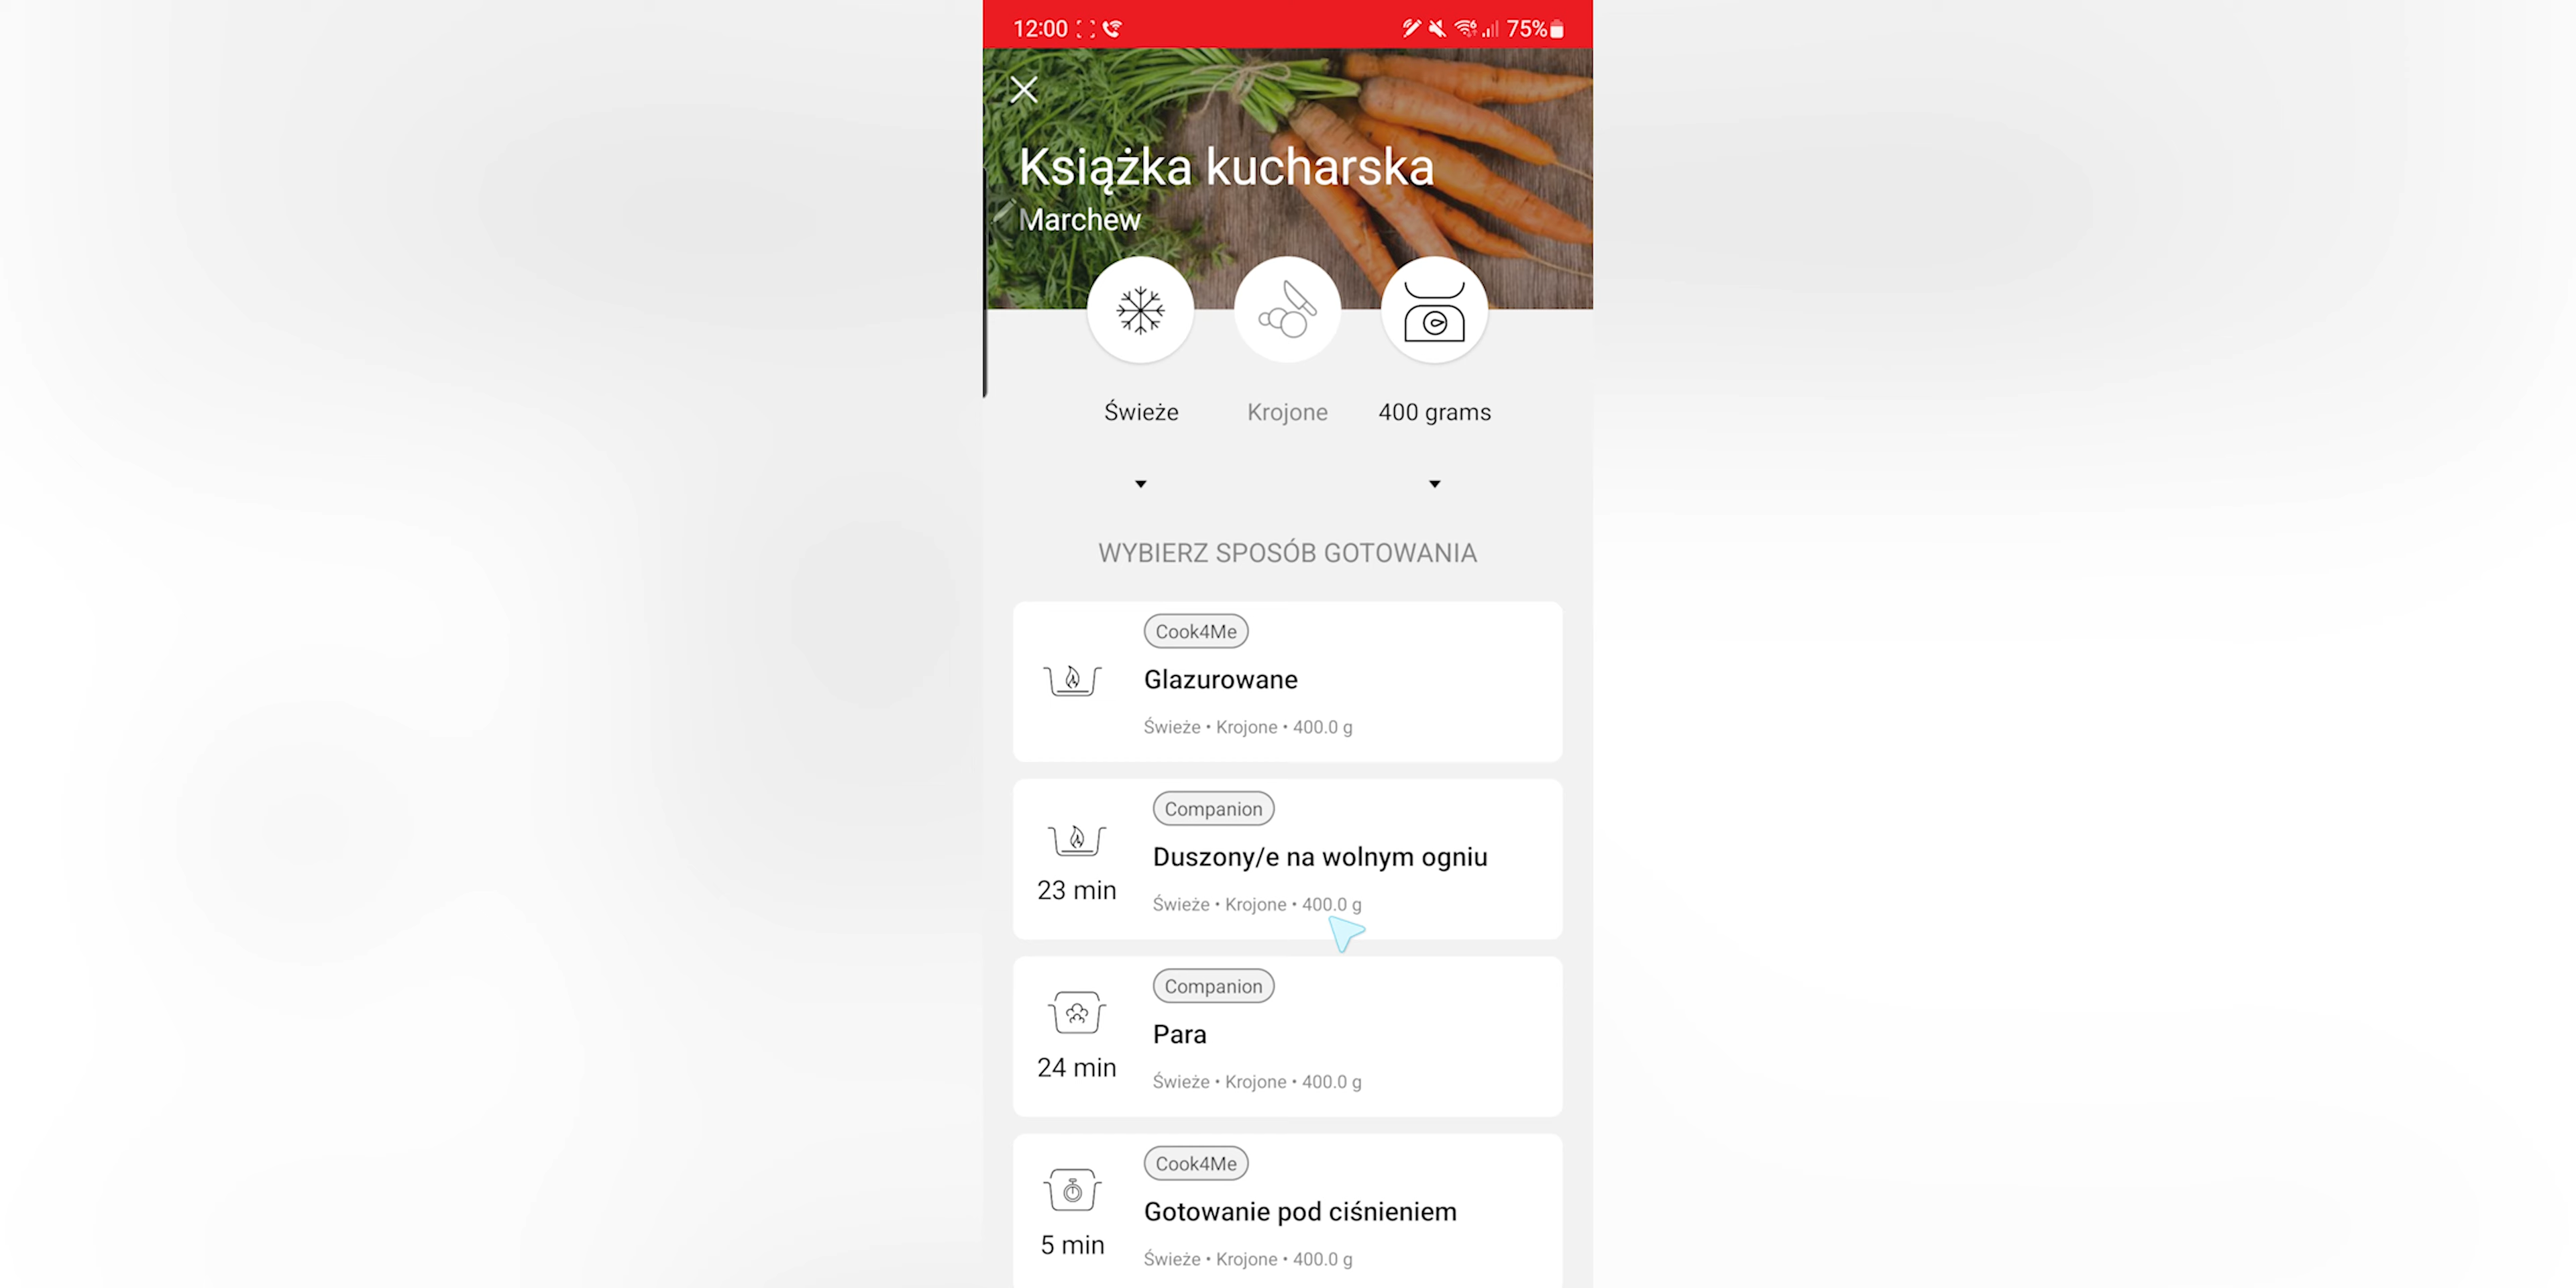 12:00
75%
Książka kucharska
Marchew
Świeże
Krojone
400 grams
WYBIERZ SPOSÓB GOTOWANIA
Cook4Me
Glazurowane
Świeże • Krojone • 400.0 g
Companion
Duszony/e na wolnym ogniu
23 min
Świeże • Krojone • 400.0 g
Companion
Para
24 min
Świeże • Krojone • 400.0 g
Cook4Me
Gotowanie pod ciśnieniem
5 min
Świeże • Krojone • 400.0 g